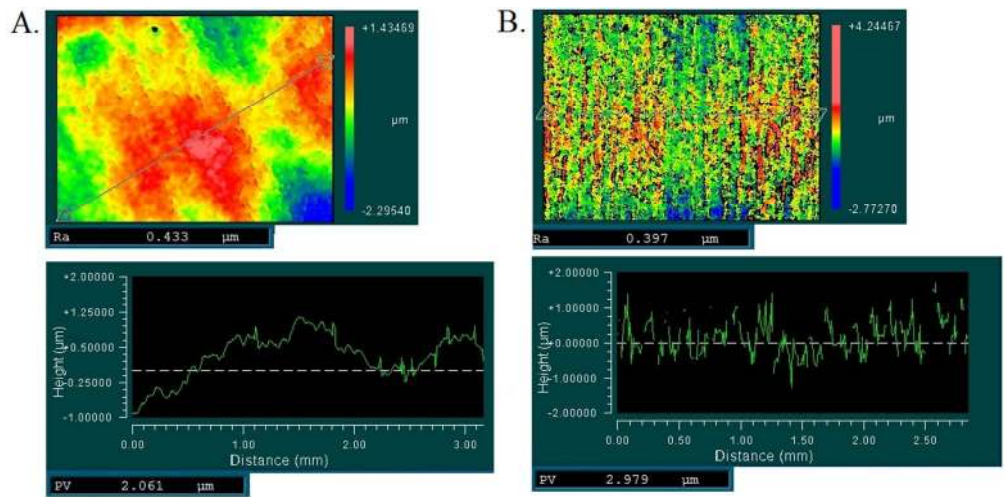 A.
+1.43469
µm
-2.29540
Ra 0.433 µm
+2.00000
+1.25000
+0.50000
-0.25000
-1.00000
Height (µm)
0.00 1.00 2.00 3.00
Distance (mm)
PV 2.061 µm
B.
+4.24467
µm
-2.77270
Ra 0.397 µm
+2.00000
+1.00000
+0.00000
-1.00000
-2.00000
Height (µm)
0.00 0.50 1.00 1.50 2.00 2.50
Distance (mm)
PV 2.979 µm